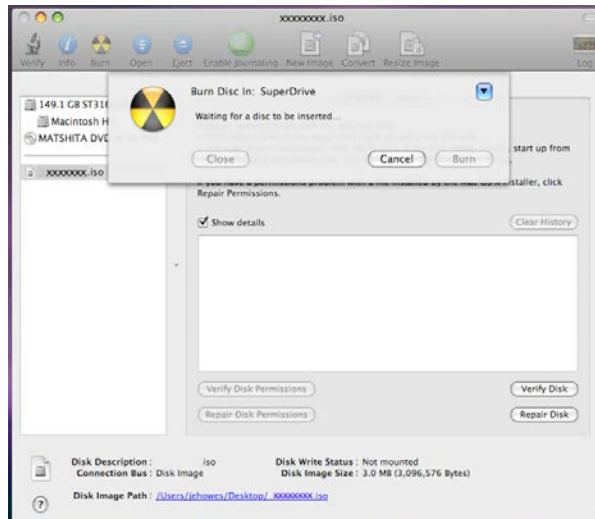 xxxxxxxx.iso
Verify Info Burn Open Eject Enable Journaling New Image Convert Resize Image Log
Burn Disc In: SuperDrive
Waiting for a disc to be inserted...
Close Cancel Burn
149.1 GB ST316
Macintosh H
MATSHITA DVD
xxxxxxx.iso
, start up from
If you have a permissions problem with a file installed by the Mac OS X installer, click
Repair Permissions.
Show details Clear History
Verify Disk Permissions Verify Disk
Repair Disk Permissions Repair Disk
Disk Description : iso Disk Write Status : Not mounted
Connection Bus : Disk Image Disk Image Size : 3.0 MB (3,096,576 Bytes)
? Disk Image Path : /Users/jehowes/Desktop/ xxxxxxxx.iso